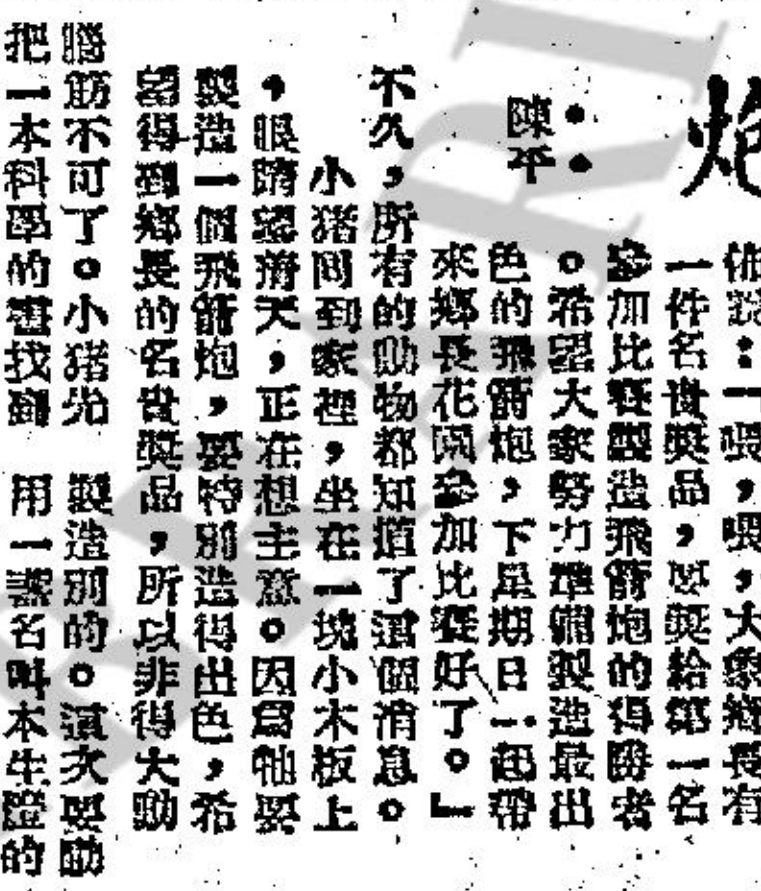 炮
：陳平
佈說：「喂，喂，大象鄉長有
一件名貴獎品，要獎給第一名
參加比賽製造飛箭炮的得勝者
。希望大家努力準備製造最出
色的飛箭炮，下星期日一起帶
來鄉長花園參加比賽好了。」
不久，所有的動物都知道了這個消息。
小猪回到家裡，坐在一塊小木板上
，眼睛望着天，正在想主意。因爲牠要
製造一個飛箭炮，要特別造得出色，希
望得到鄉長的名貴獎品，所以非得大動
腦筋不可了。小猪先
把一本科學的書找到
製造別的。這次要動
用一盞名叫本生燈的